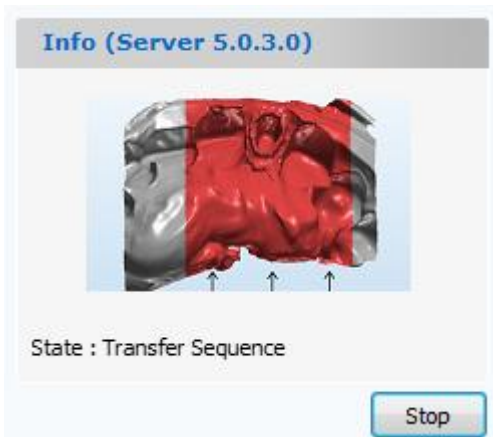 Info (Server 5.0.3.0)
State : Transfer Sequence
Stop